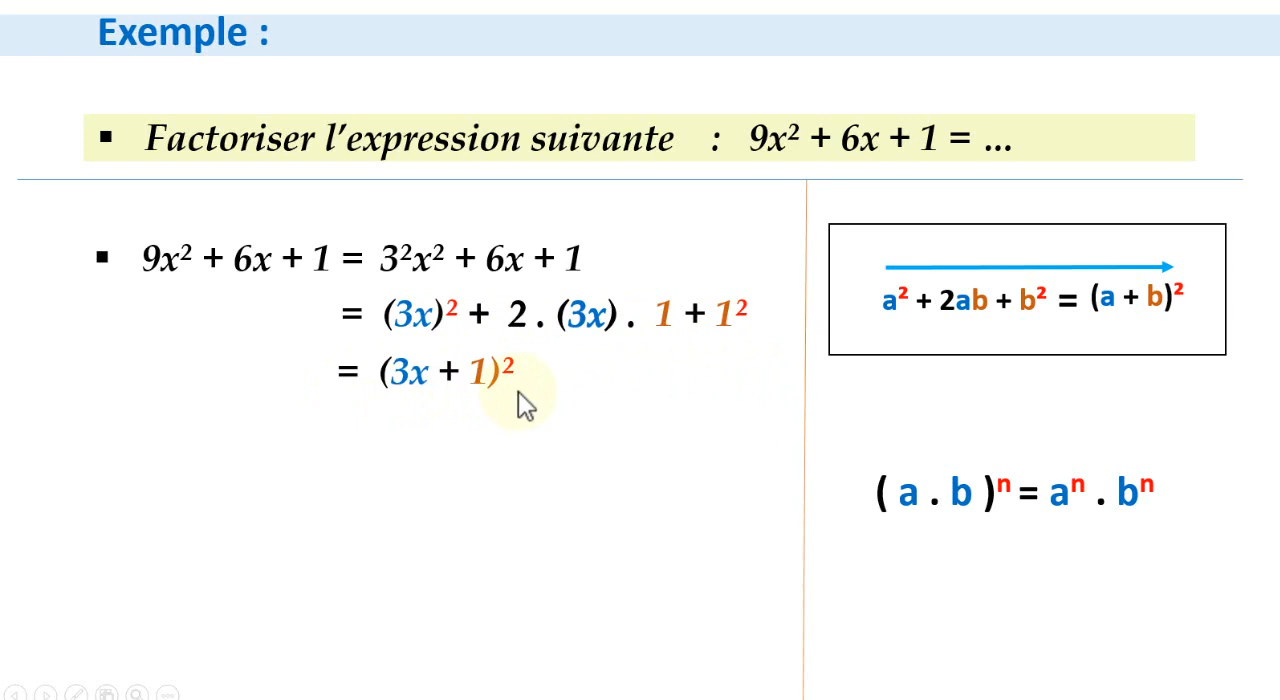 Exemple :
▪ Factoriser l’expression suivante : 9x² + 6x + 1 = ...
▪ 9x² + 6x + 1 = 3²x² + 6x + 1
= (3x)² + 2 . (3x) . 1 + 1²
= (3x + 1)²
a² + 2ab + b² = (a + b)²
( a . b )ⁿ = aⁿ . bⁿ